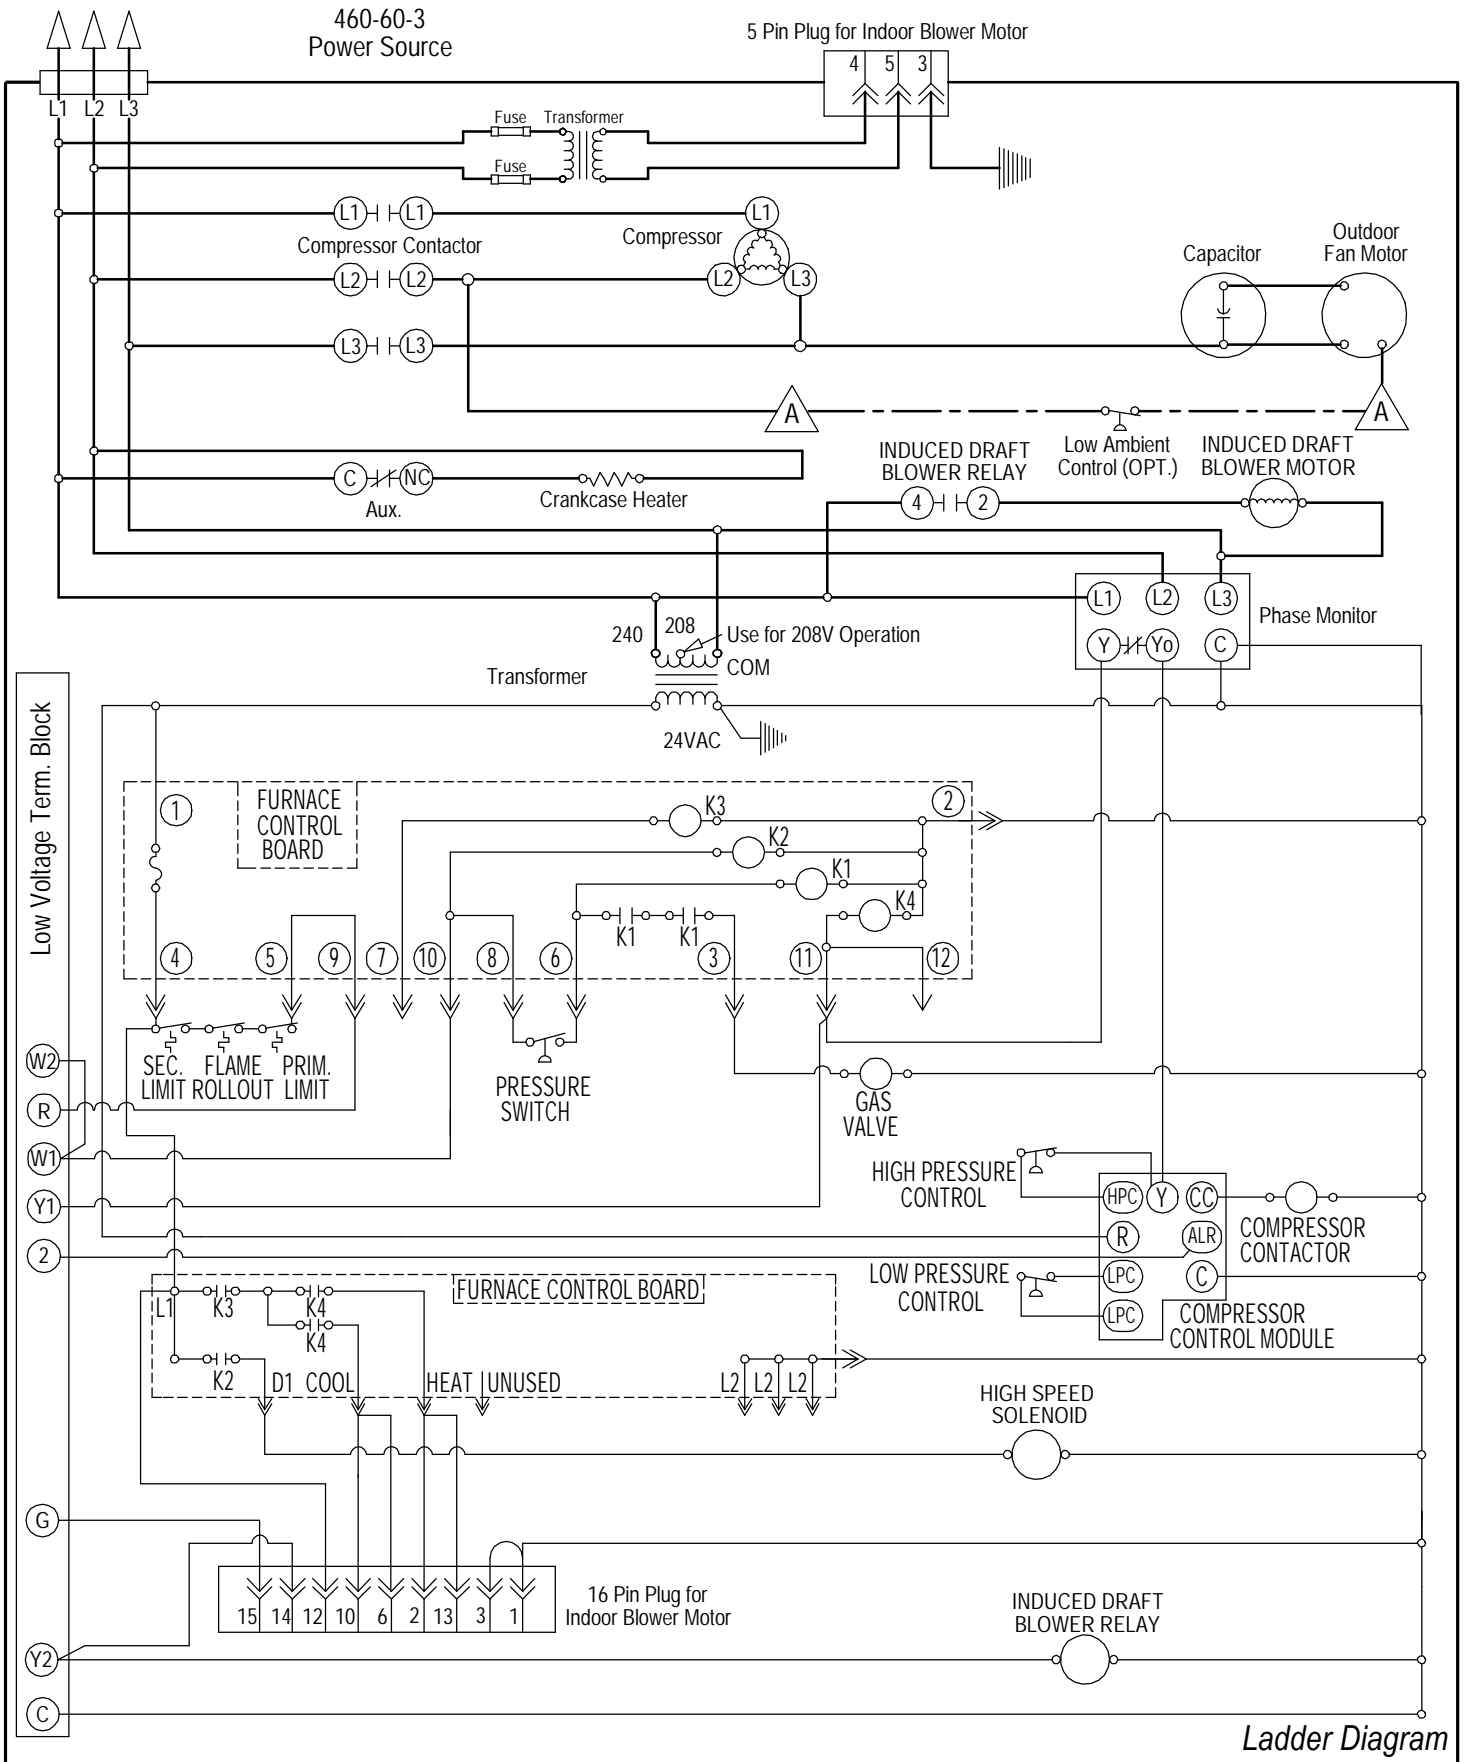 460-60-3
Power Source
5 Pin Plug for Indoor Blower Motor
4 5 3
L1 L2 L3
Fuse Transformer
Fuse
L1 L1 L1
Compressor Contactor
Compressor
L2 L2 L2 L3
Capacitor
Outdoor
Fan Motor
L3 L3
A A
Low Ambient
Control (OPT.)
INDUCED DRAFT
BLOWER RELAY
INDUCED DRAFT
BLOWER MOTOR
C NC
Aux.
Crankcase Heater
4 2
L1 L2 L3
Phase Monitor
240 208 Use for 208V Operation
Y Yo C
COM
Transformer
24VAC
Low Voltage Term. Block
FURNACE
CONTROL
BOARD
1 K3 2
K2
K1
K4
K1 K1
4 5 9 7 10 8 6 3 11 12
SEC.
LIMIT
FLAME
ROLLOUT
PRIM.
LIMIT
PRESSURE
SWITCH
GAS
VALVE
W2
R
W1
Y1
2
HIGH PRESSURE
CONTROL
HPC Y CC
R ALR
COMPRESSOR
CONTACTOR
LOW PRESSURE
CONTROL
LPC C
LPC
COMPRESSOR
CONTROL MODULE
FURNACE CONTROL BOARD
L1 K3 K4
K4
K2 D1 COOL HEAT UNUSED L2 L2 L2
HIGH SPEED
SOLENOID
G
16 Pin Plug for
Indoor Blower Motor
15 14 12 10 6 2 13 3 1
INDUCED DRAFT
BLOWER RELAY
Y2
C
Ladder Diagram